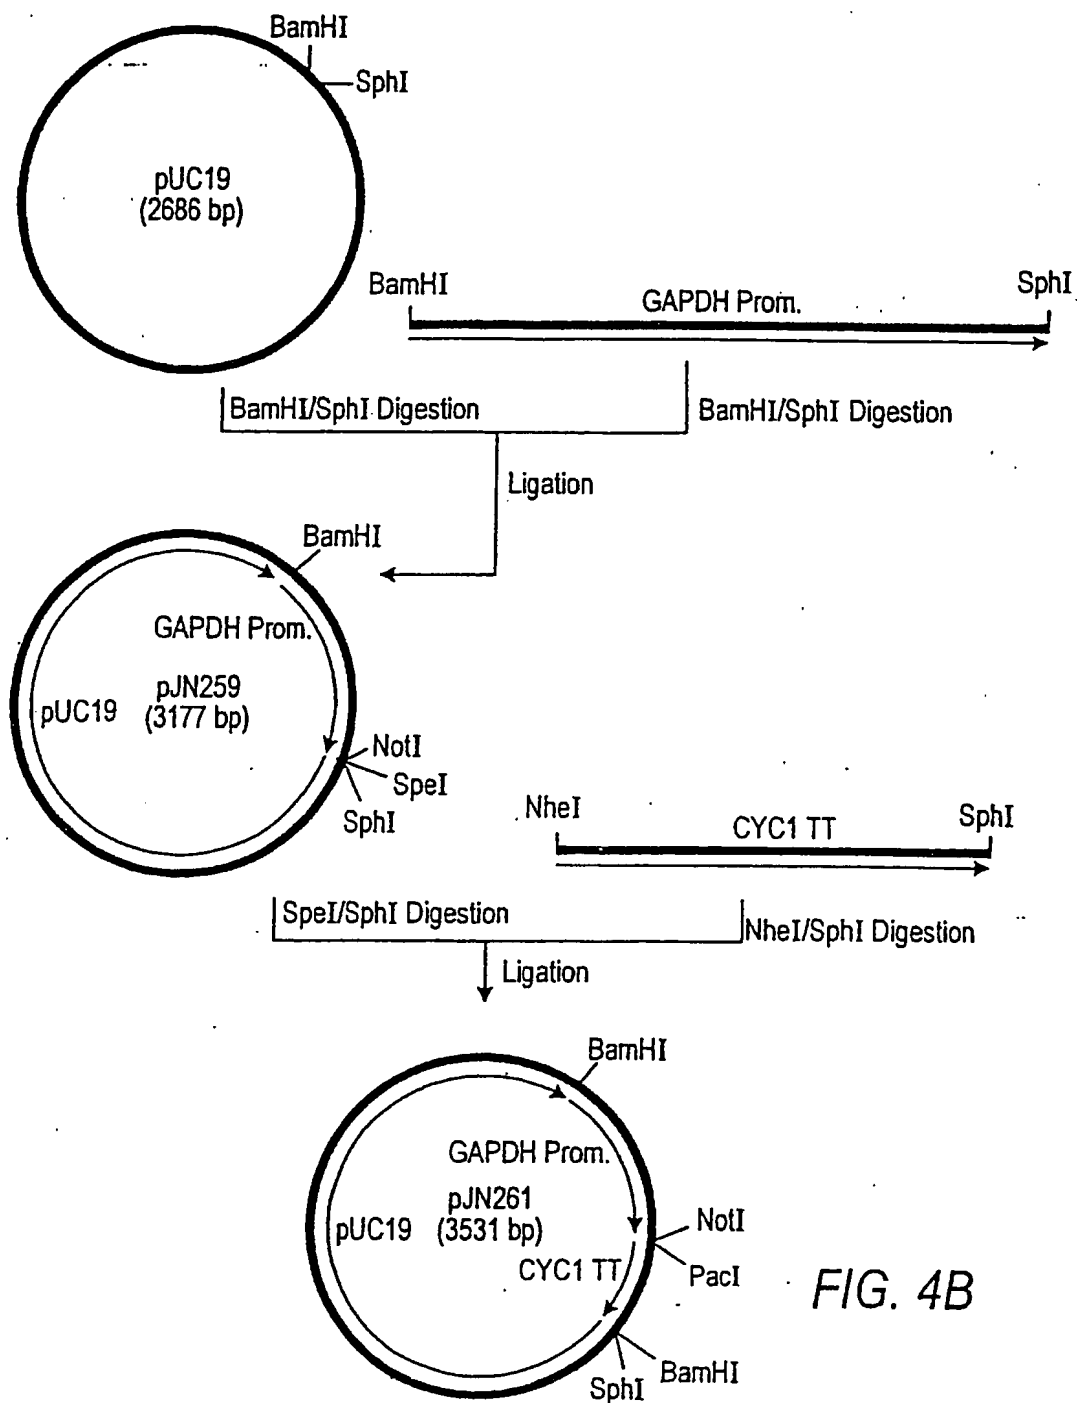 BamHI
SphI
pUC19
(2686 bp)
BamHI
GAPDH Prom.
SphI
BamHI/SphI Digestion
BamHI/SphI Digestion
Ligation
BamHI
GAPDH Prom.
pUC19
pJN259
(3177 bp)
NotI
SpeI
SphI
NheI
CYC1 TT
SphI
SpeI/SphI Digestion
NheI/SphI Digestion
Ligation
BamHI
GAPDH Prom.
pUC19
pJN261
(3531 bp)
CYC1 TT
NotI
PacI
BamHI
SphI
FIG. 4B